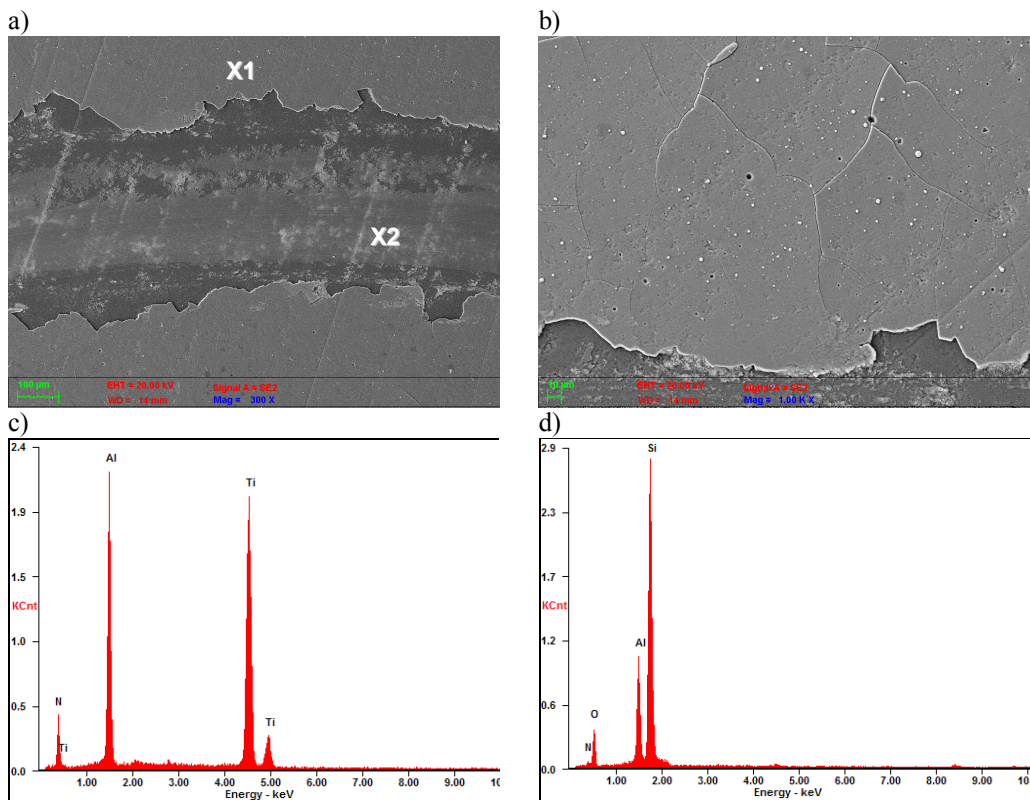 a)
b)
X1
X2
100 µm
EHT = 20.00 kV
Signal A = SE2
WD = 14 mm
Mag = 300 X
10 µm
EHT = 20.00 kV
Signal A = SE2
WD = 14 mm
Mag = 1.00 K X
c)
d)
2.4
1.9
1.5
KCnt
1.0
0.5
0.0
Al
Ti
N
Ti
Ti
1.00 2.00 3.00 4.00 5.00 6.00 7.00 8.00 9.00 10
Energy - keV
2.9
2.3
1.7
KCnt
1.2
0.6
0.0
Si
Al
O
N
1.00 2.00 3.00 4.00 5.00 6.00 7.00 8.00 9.00 10.
Energy - keV